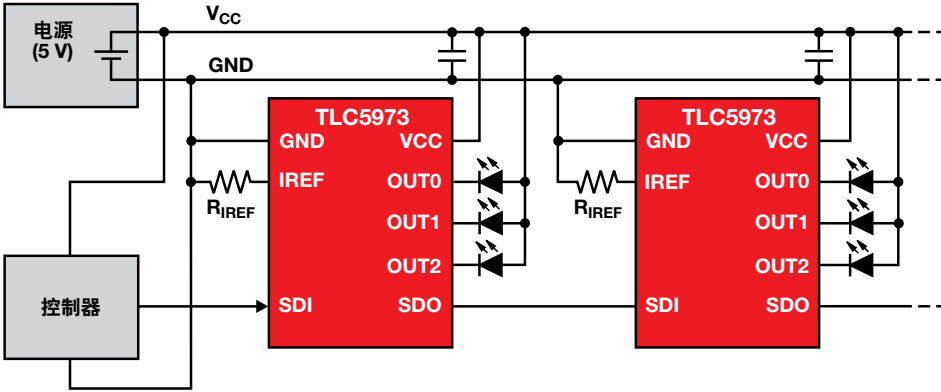 电源
(5 V)
VCC
GND
TLC5973
GND
VCC
IREF
RIREF
OUT0
OUT1
OUT2
SDI
SDO
TLC5973
GND
VCC
IREF
RIREF
OUT0
OUT1
OUT2
SDI
SDO
控制器